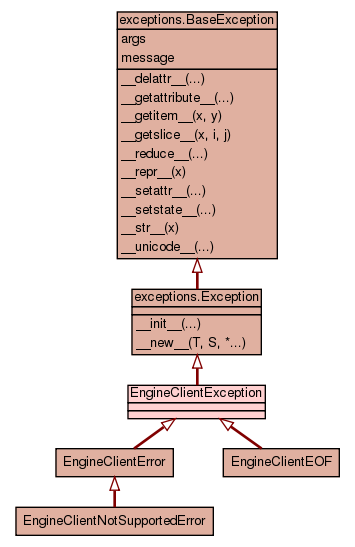 exceptions.BaseException
args
message
__delattr__(...)
__getattribute__(...)
__getitem__(x, y)
__getslice__(x, i, j)
__reduce__(...)
__repr__(x)
__setattr__(...)
__setstate__(...)
__str__(x)
__unicode__(...)
exceptions.Exception
__init__(...)
__new__(T, S, *...)
EngineClientException
EngineClientError
EngineClientEOF
EngineClientNotSupportedError